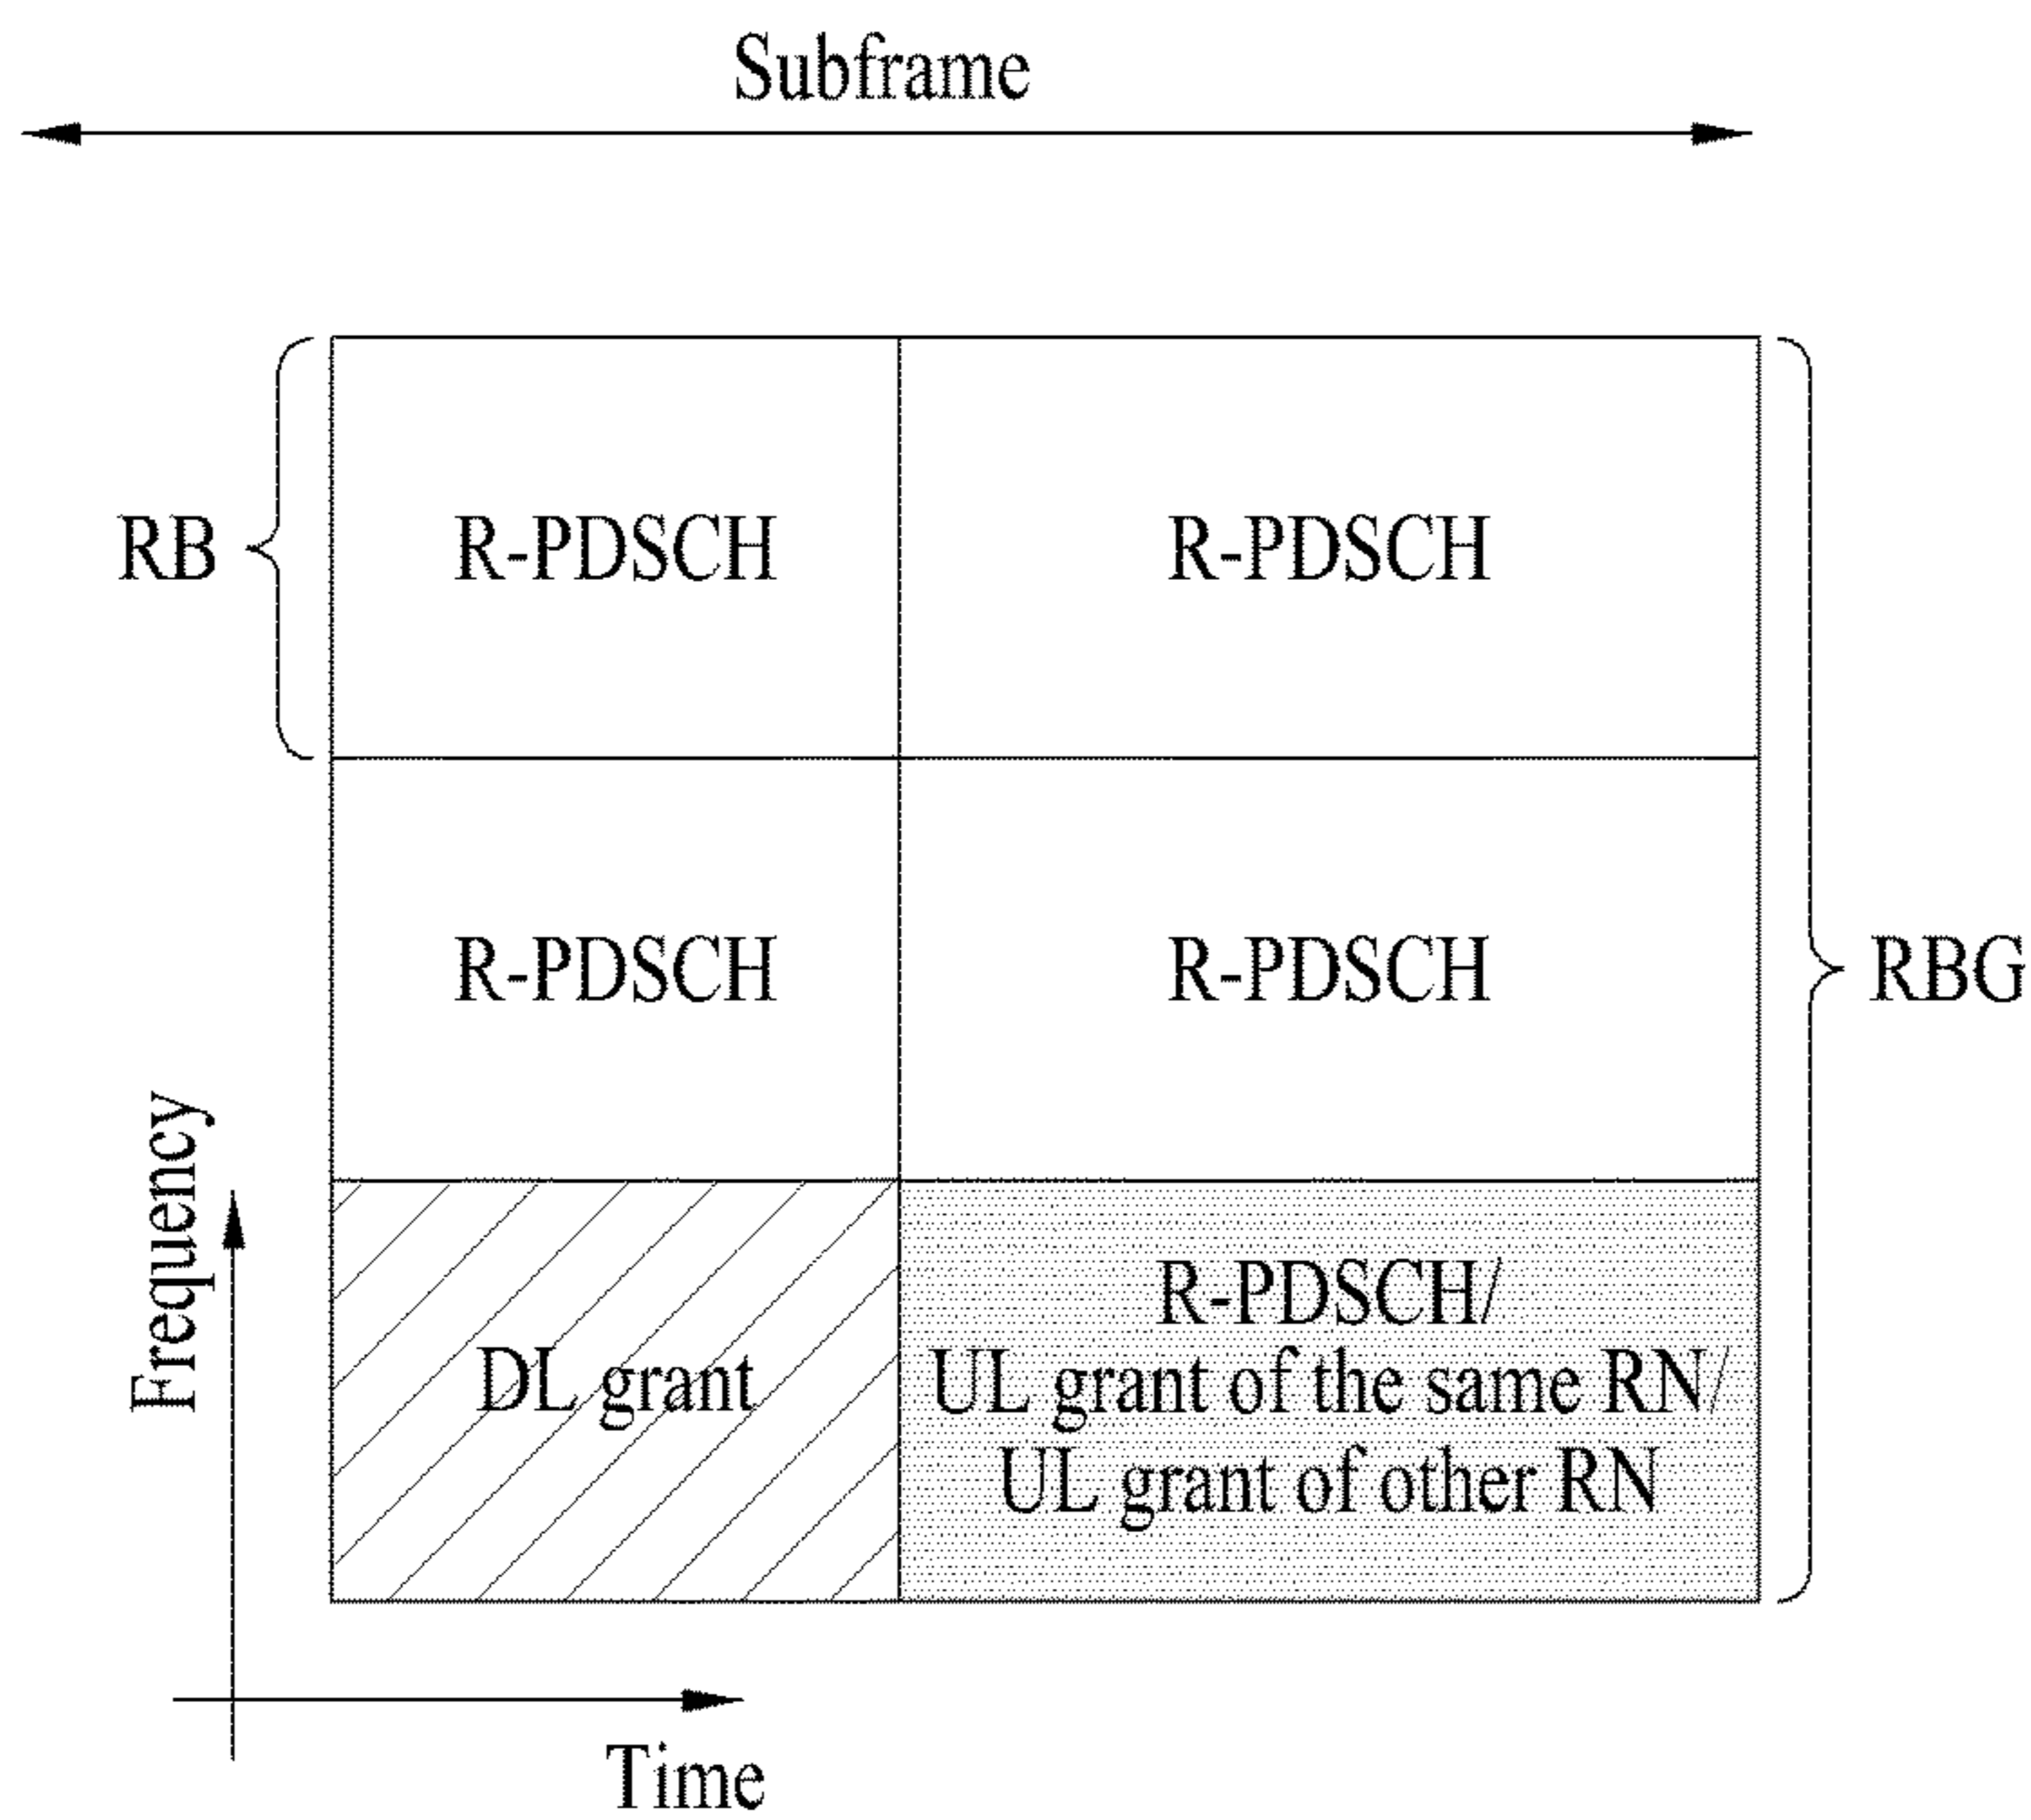 Subframe
RB
R-PDSCH
R-PDSCH
R-PDSCH
R-PDSCH
RBG
Frequency
DL grant
R-PDSCH/
UL grant of the same RN/
UL grant of other RN
Time